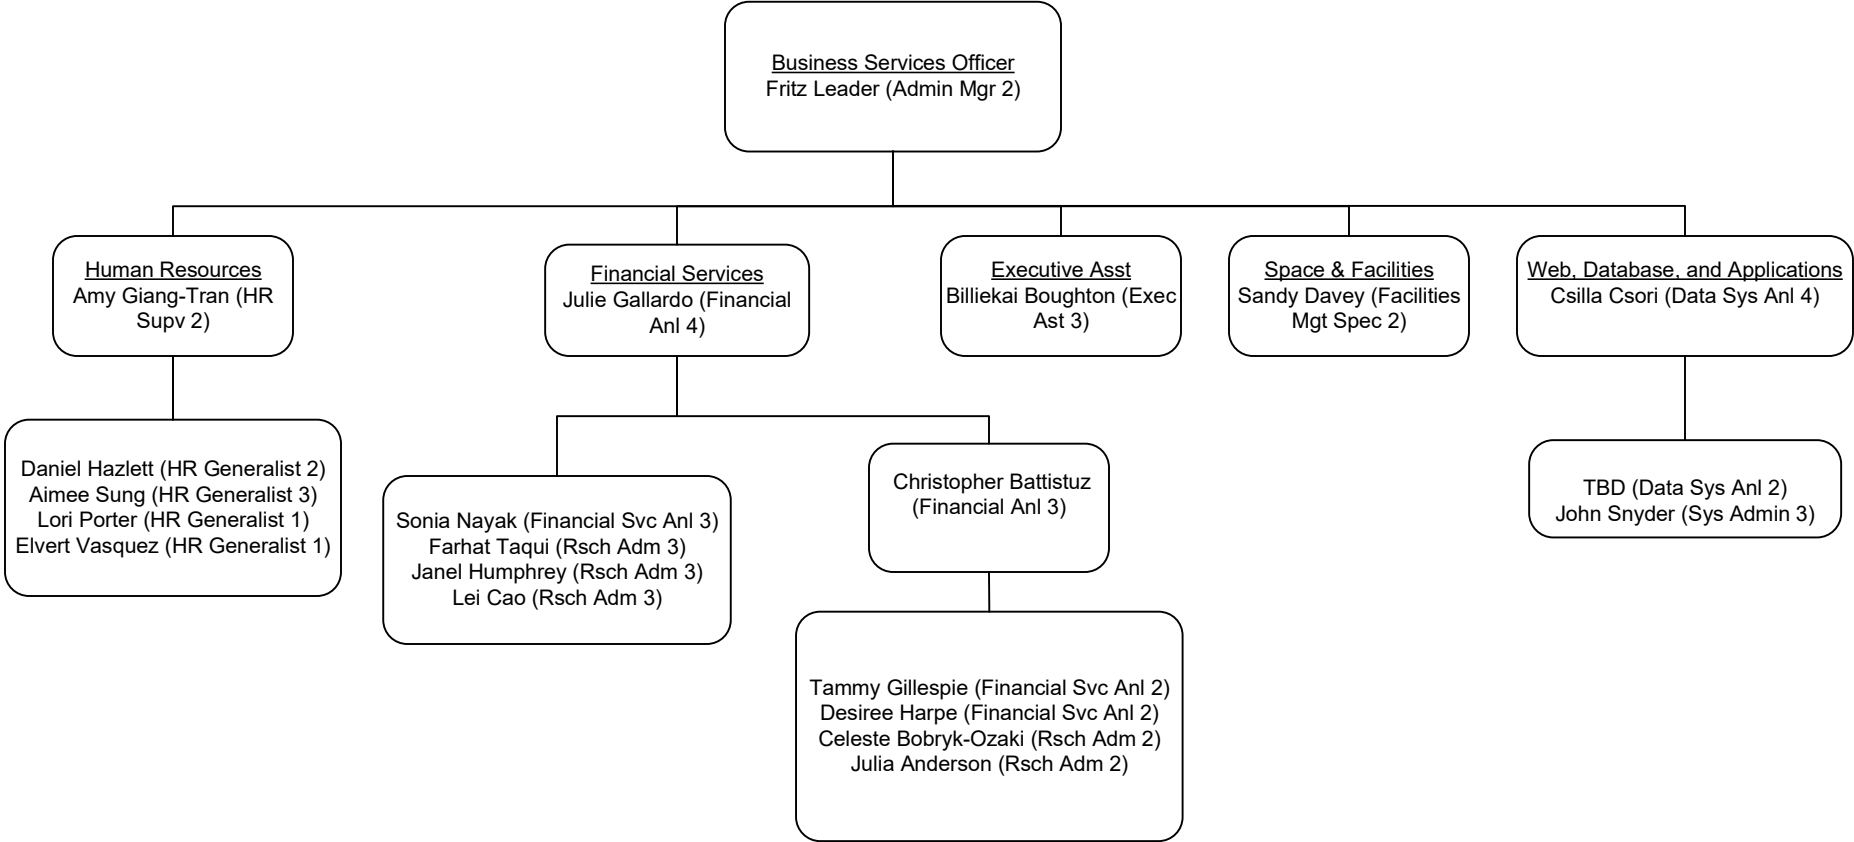 Business Services Officer
Fritz Leader (Admin Mgr 2)
Human Resources
Amy Giang-Tran (HR
Supv 2)
Financial Services
Julie Gallardo (Financial
Anl 4)
Executive Asst
Billiekai Boughton (Exec
Ast 3)
Space & Facilities
Sandy Davey (Facilities
Mgt Spec 2)
Web, Database, and Applications
Csilla Csori (Data Sys Anl 4)
Daniel Hazlett (HR Generalist 2)
Aimee Sung (HR Generalist 3)
Lori Porter (HR Generalist 1)
Elvert Vasquez (HR Generalist 1)
Sonia Nayak (Financial Svc Anl 3)
Farhat Taqui (Rsch Adm 3)
Janel Humphrey (Rsch Adm 3)
Lei Cao (Rsch Adm 3)
Christopher Battistuz
(Financial Anl 3)
TBD (Data Sys Anl 2)
John Snyder (Sys Admin 3)
Tammy Gillespie (Financial Svc Anl 2)
Desiree Harpe (Financial Svc Anl 2)
Celeste Bobryk-Ozaki (Rsch Adm 2)
Julia Anderson (Rsch Adm 2)